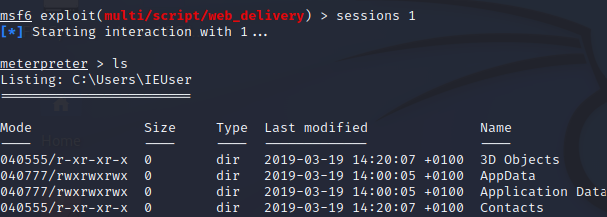 msf6 exploit(multi/script/web_delivery) > sessions 1
[*] Starting interaction with 1...
meterpreter > ls
Listing: C:\Users\IEUser
========================
Mode Size Type Last modified Name
---- ---- ---- ------------- ----
040555/r-xr-xr-x 0 dir 2019-03-19 14:20:07 +0100 3D Objects
040777/rwxrwxrwx 0 dir 2019-03-19 14:00:05 +0100 AppData
040777/rwxrwxrwx 0 dir 2019-03-19 14:00:05 +0100 Application Data
040555/r-xr-xr-x 0 dir 2019-03-19 14:20:07 +0100 Contacts
Home